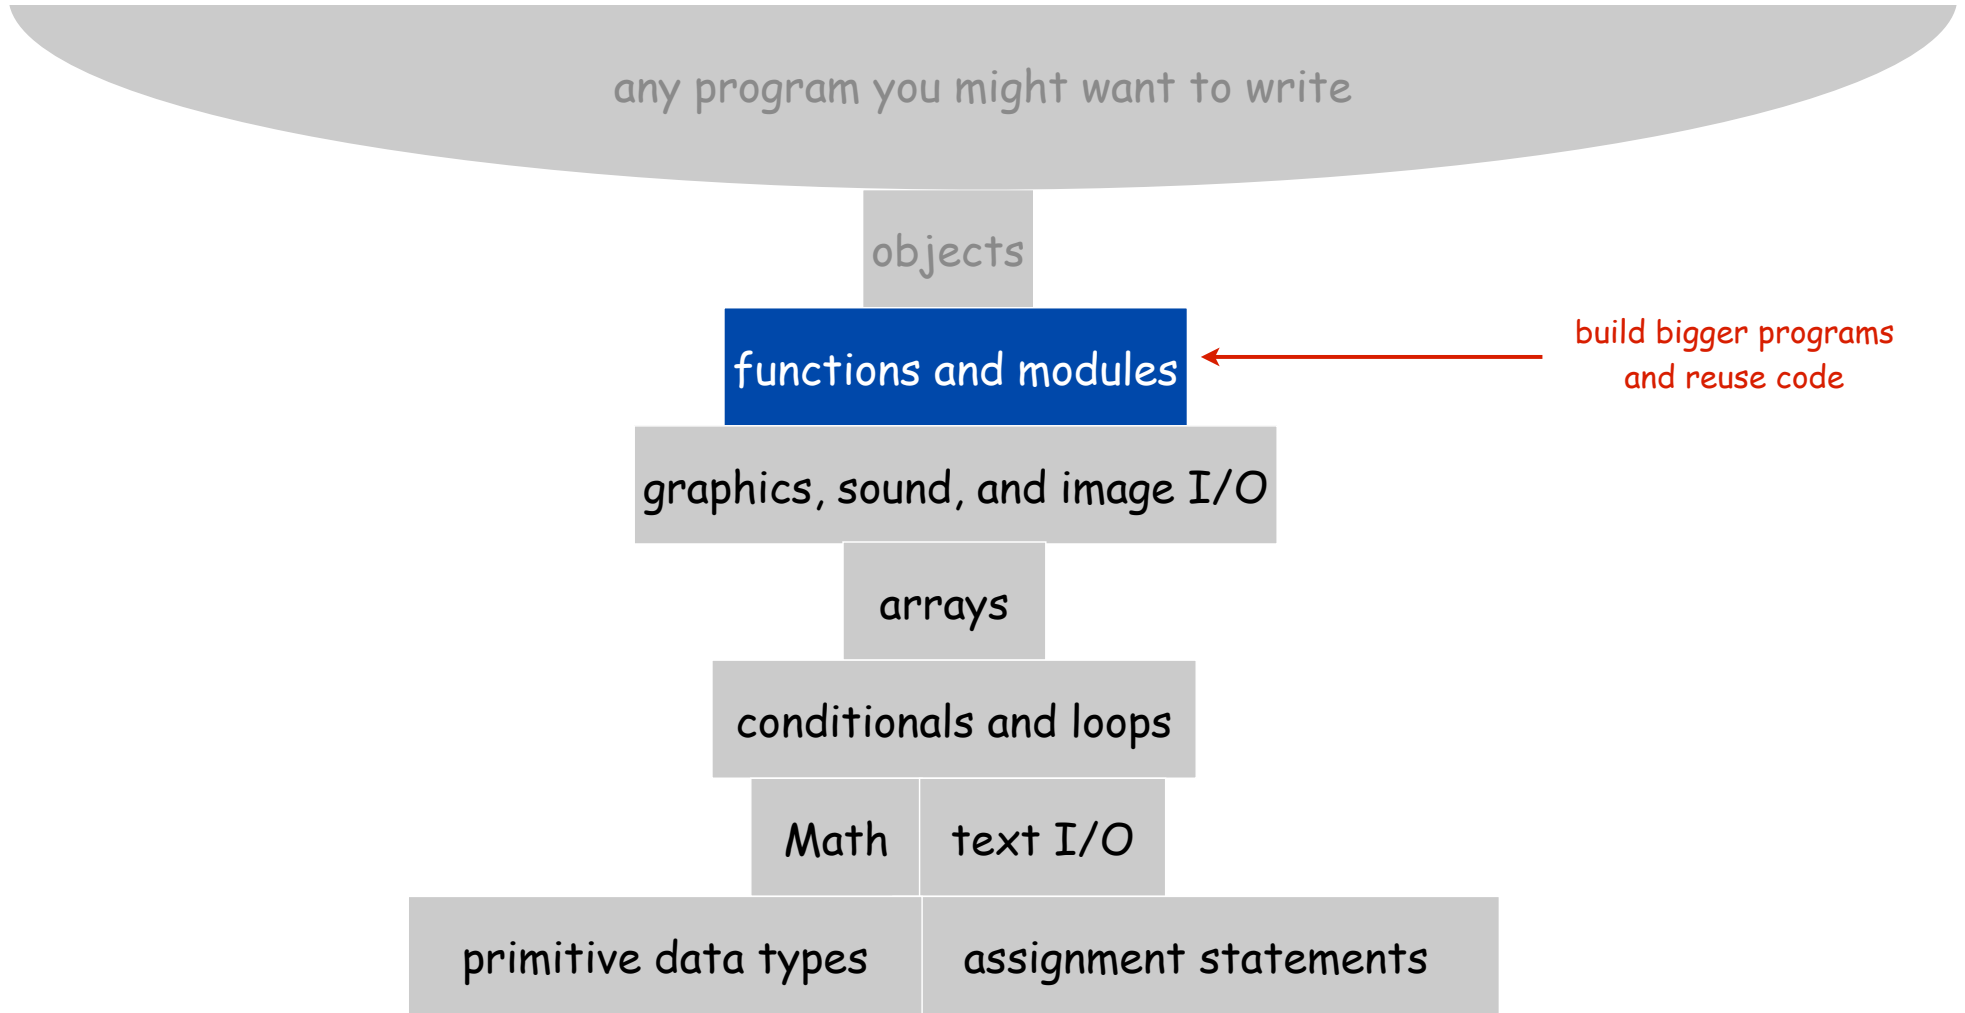 any program you might want to write
objects
functions and modules
build bigger programs
and reuse code
graphics, sound, and image I/O
arrays
conditionals and loops
Math
text I/O
primitive data types
assignment statements